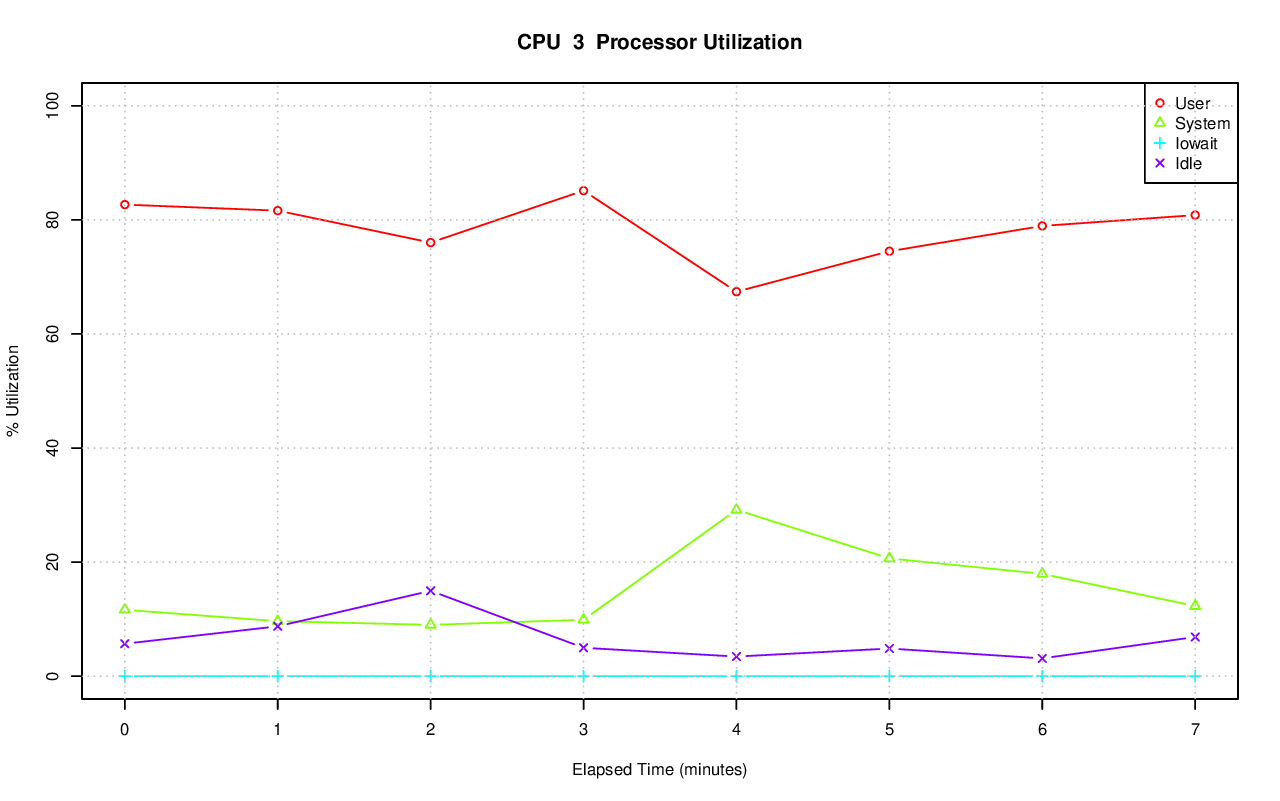 CPU  3  Processor Utilization
User
System
Iowait
Idle
% Utilization
100
80
60
40
20
0
0 1 2 3 4 5 6 7
Elapsed Time (minutes)